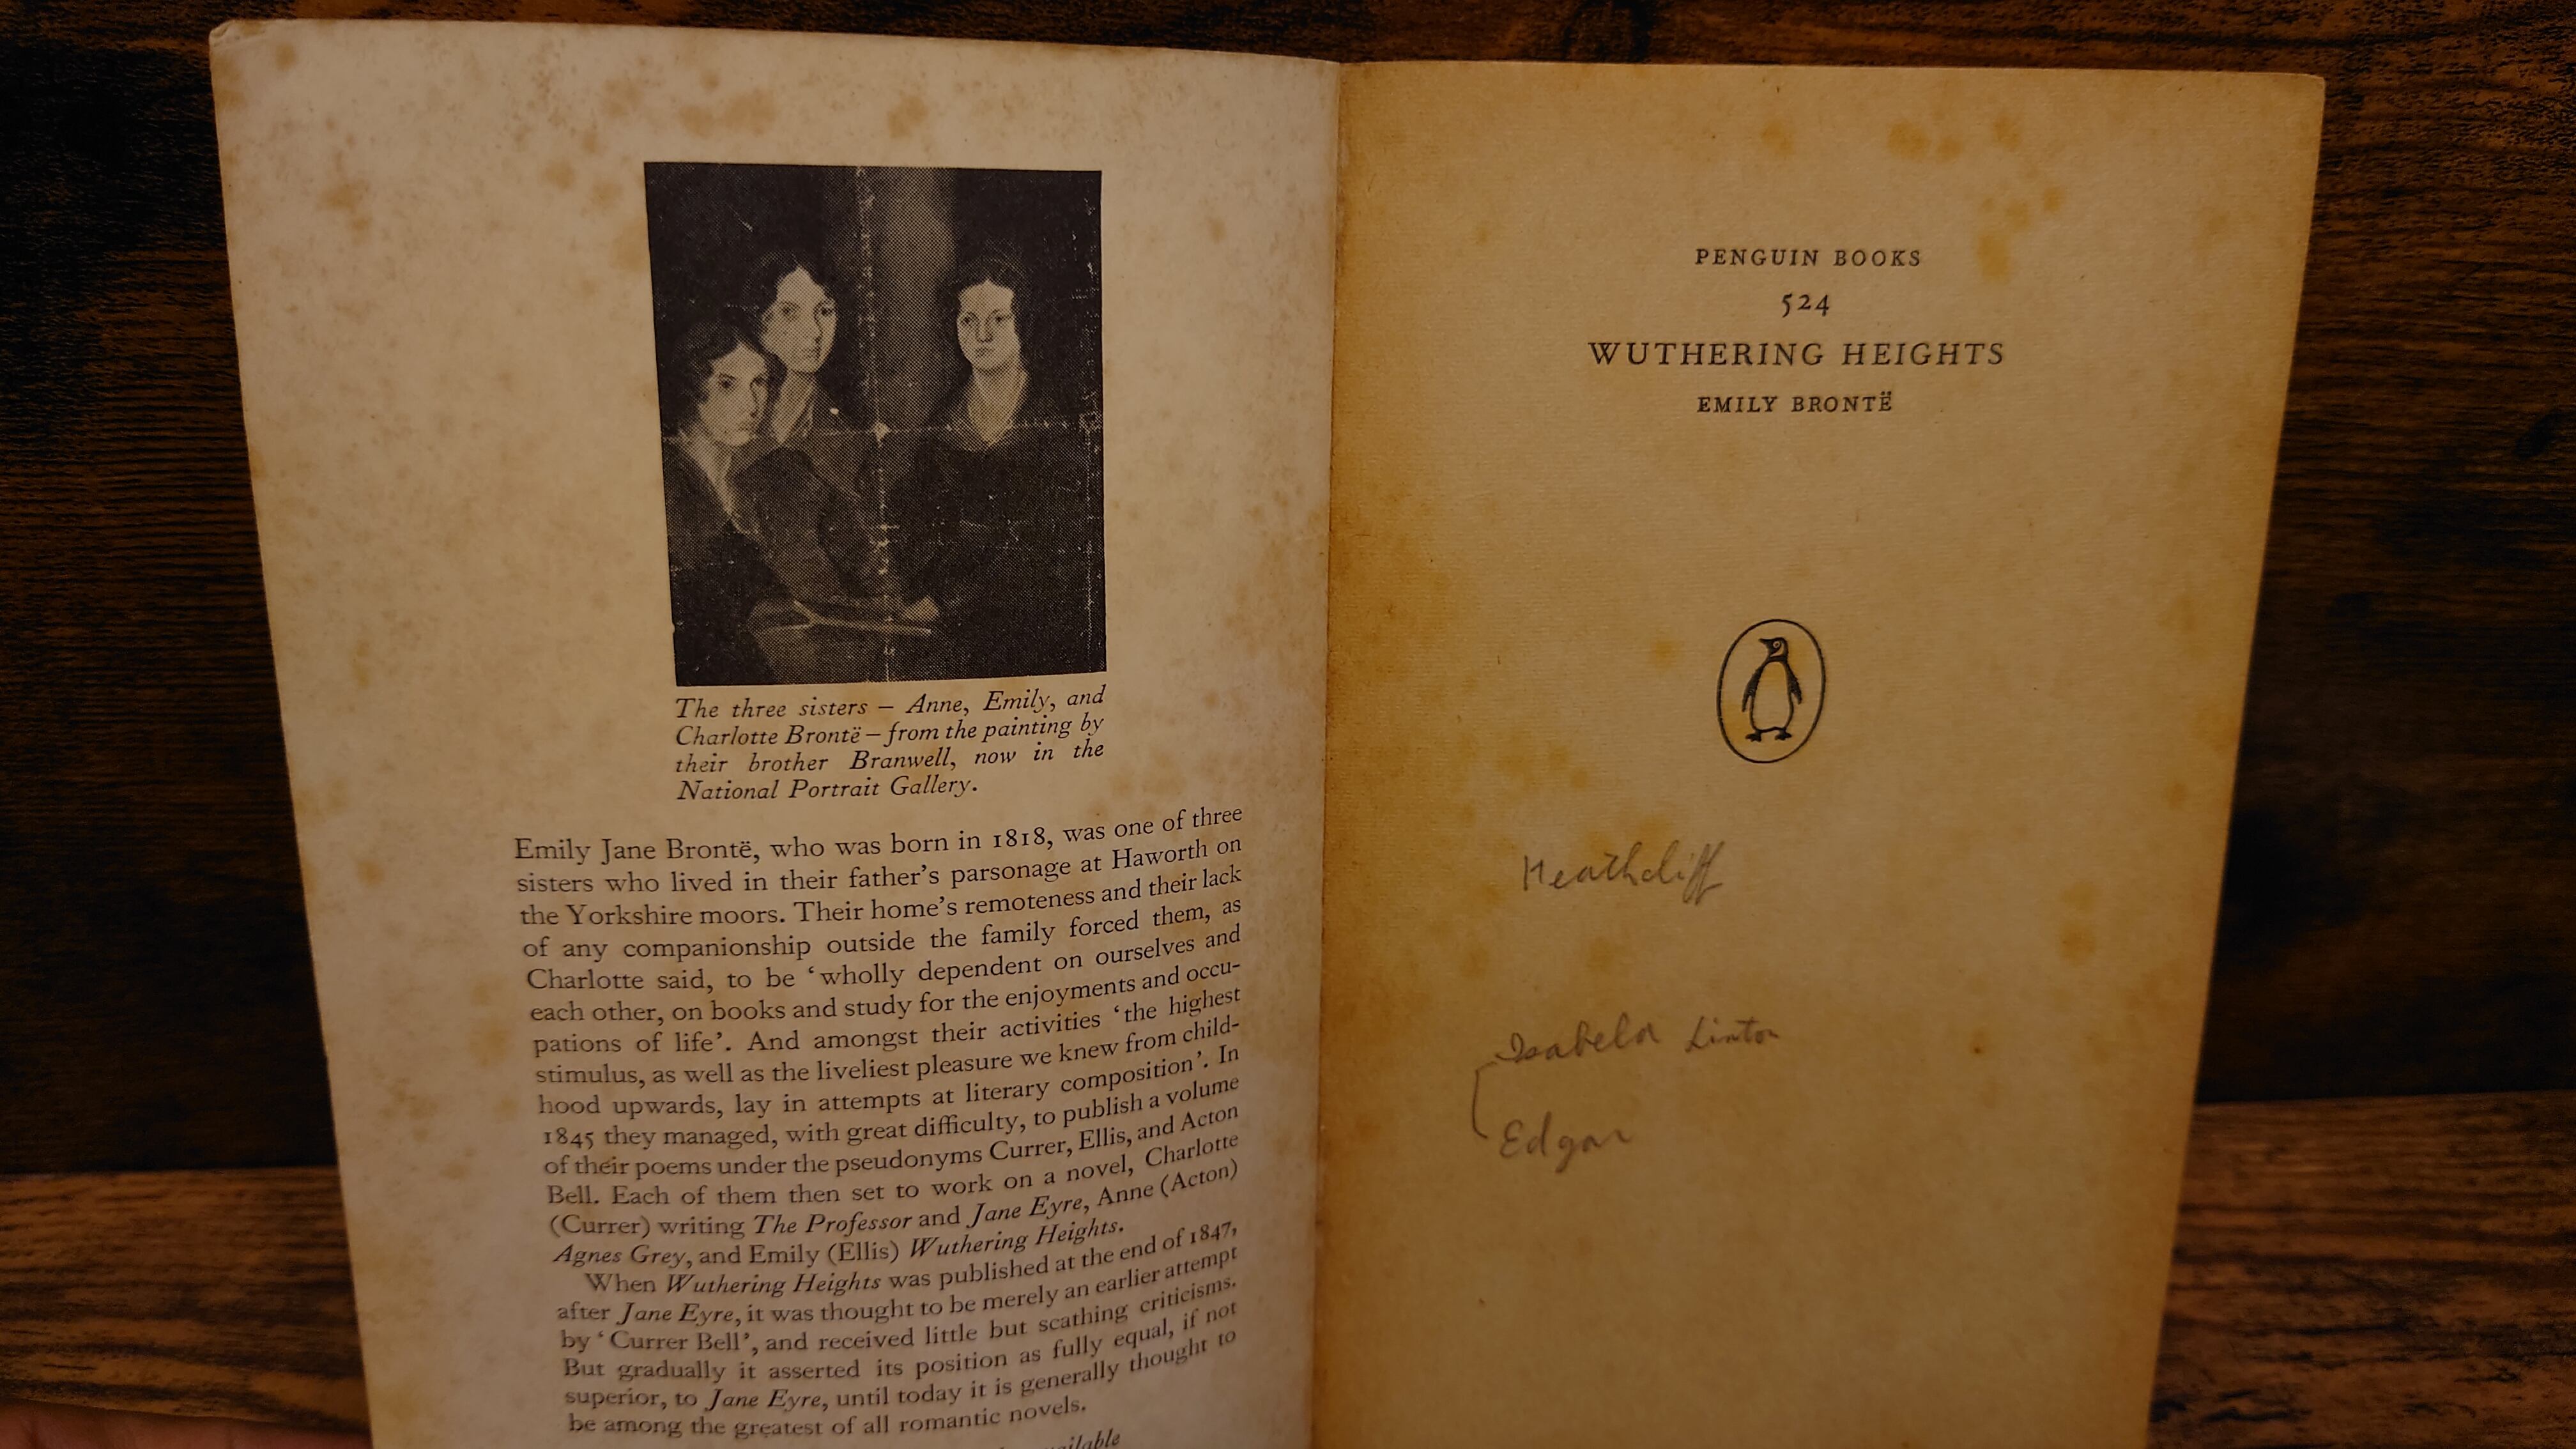 The three sisters – Anne, Emily, and
Charlotte Brontë – from the painting by
their brother Branwell, now in the
National Portrait Gallery.
Emily Jane Brontë, who was born in 1818, was one of three
sisters who lived in their father's parsonage at Haworth on
the Yorkshire moors. Their home's remoteness and their lack
of any companionship outside the family forced them, as
Charlotte said, to be ‘wholly dependent on ourselves and
each other, on books and study for the enjoyments and occu-
pations of life’. And amongst their activities ‘the highest
stimulus, as well as the liveliest pleasure we knew from child-
hood upwards, lay in attempts at literary composition’. In
1845 they managed, with great difficulty, to publish a volume
of their poems under the pseudonyms Currer, Ellis, and Acton
Bell. Each of them then set to work on a novel, Charlotte
(Currer) writing The Professor and Jane Eyre, Anne (Acton)
Agnes Grey, and Emily (Ellis) Wuthering Heights.
When Wuthering Heights was published at the end of 1847,
after Jane Eyre, it was thought to be merely an earlier attempt
by ‘Currer Bell’, and received little but scathing criticisms.
But gradually it asserted its position as fully equal, if not
superior, to Jane Eyre, until today it is generally thought to
be among the greatest of all romantic novels.
PENGUIN BOOKS
524
WUTHERING HEIGHTS
EMILY BRONTË
Heathcliff
Isabela Linton
Edgar